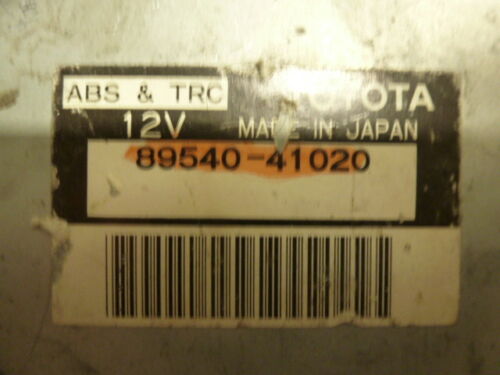 ABS & TRC TOYOTA
12V MADE IN JAPAN
89540-41020